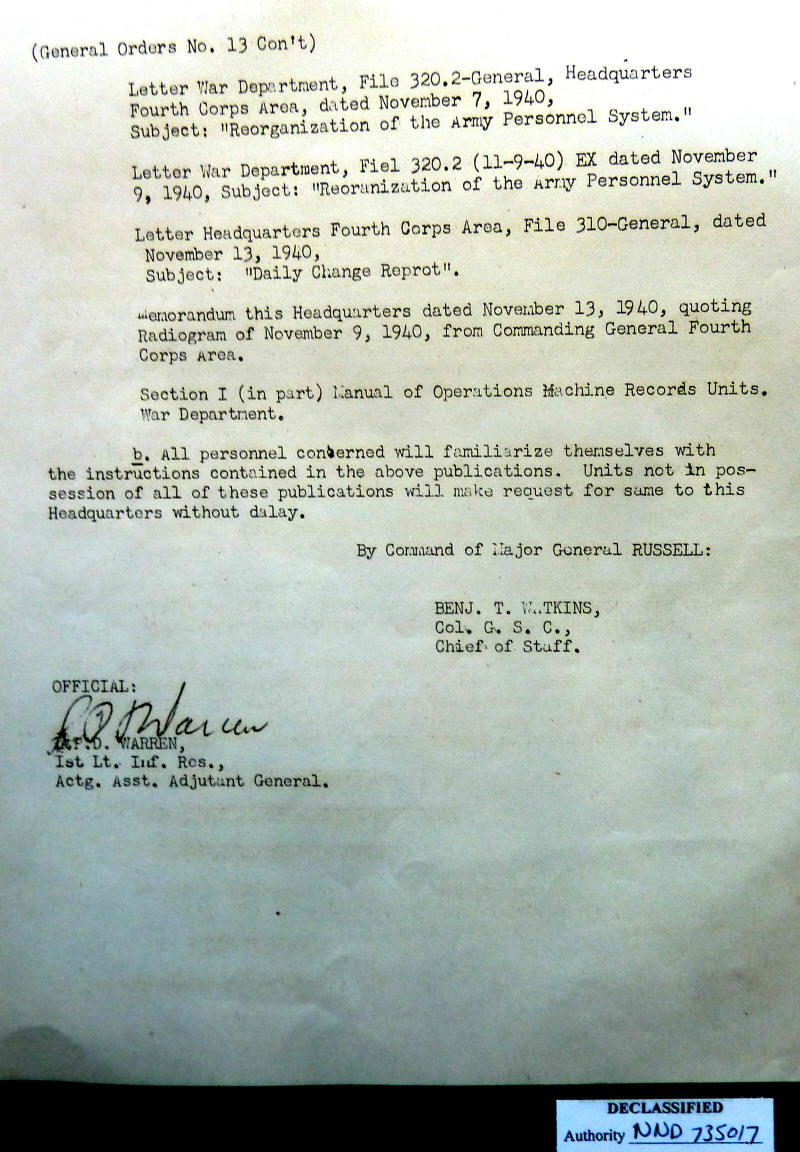 (General Orders No. 13 Con't)
Letter War Department, File 320.2-General, Headquarters
Fourth Corps Area, dated November 7, 1940,
Subject: "Reorganization of the Army Personnel System."
Letter War Department, Fiel 320.2 (11-9-40) EX dated November
9, 1940, Subject: "Reoranization of the Army Personnel System."
Letter Headquarters Fourth Corps Area, File 310-General, dated
November 13, 1940,
Subject: "Daily Change Reprot".
Memorandum this Headquarters dated November 13, 1940, quoting
Radiogram of November 9, 1940, from Commanding General Fourth
Corps Area.
Section I (in part) Manual of Operations Machine Records Units.
War Department.
b. All personnel concerned will familiarize themselves with
the instructions contained in the above publications. Units not in pos-
session of all of these publications will make request for same to this
Headquarters without dalay.
By Command of Major General RUSSELL:
BENJ. T. WATKINS,
Col. G. S. C.,
Chief of Staff.
OFFICIAL:
Warren
D. WARREN,
Ist Lt. Inf. Res.,
Actg. Asst. Adjutant General.
DECLASSIFIED
Authority NND 735017